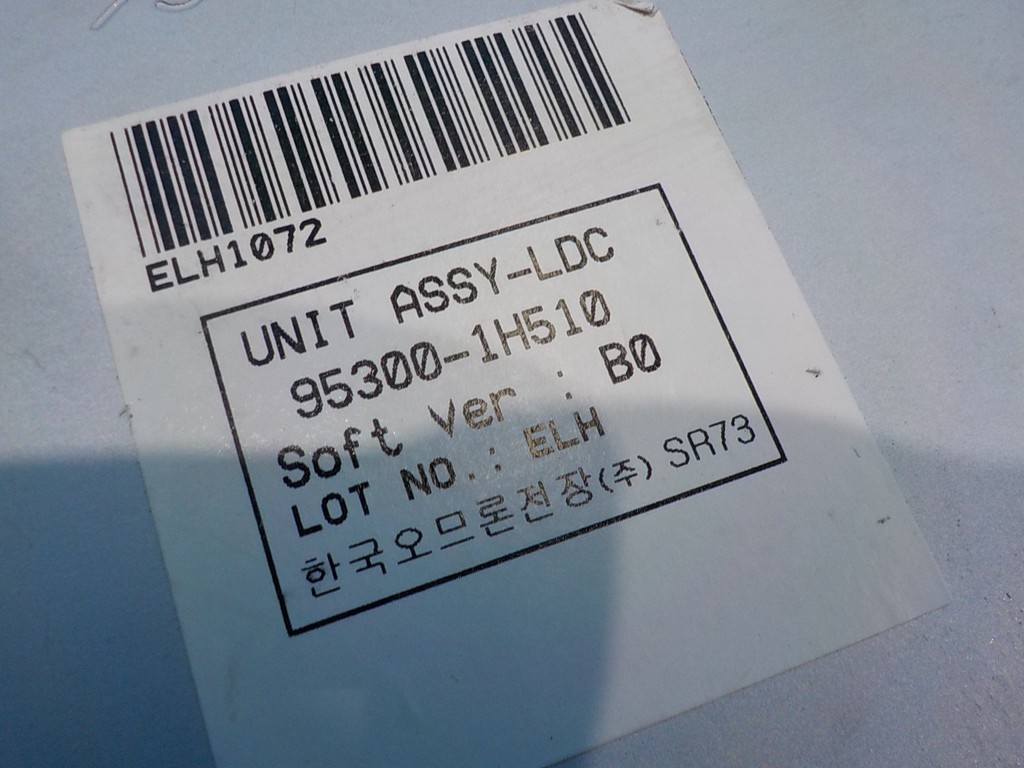 ELH1072
UNIT ASSY-LDC
95300-1H510
Soft Ver : B0
LOT NO. : ELH
한국오므론전장(주) SR73